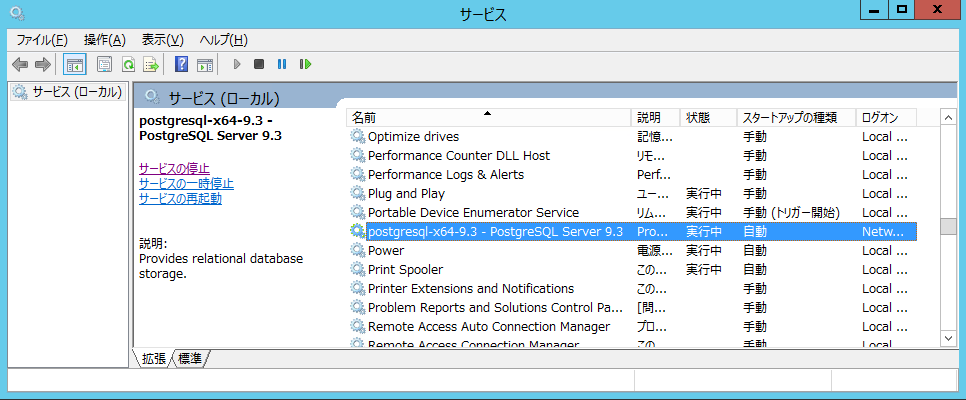 サービス
ファイル(F) 操作(A) 表示(V) ヘルプ(H)
サービス (ローカル)
サービス (ローカル)
postgresql-x64-9.3 -
PostgreSQL Server 9.3
サービスの停止
サービスの一時停止
サービスの再起動
説明:
Provides relational database
storage.
名前 説明 状態 スタートアップの種類 ログオン
Optimize drives 記憶... 手動 Local ...
Performance Counter DLL Host リモ... 手動 Local ...
Performance Logs & Alerts Perf... 手動 Local ...
Plug and Play ユー... 実行中 手動 Local ...
Portable Device Enumerator Service リム... 実行中 手動 (トリガー開始) Local ...
postgresql-x64-9.3 - PostgreSQL Server 9.3 Pro... 実行中 自動 Netw...
Power 電源... 実行中 自動 Local ...
Print Spooler この... 実行中 自動 Local ...
Printer Extensions and Notifications この... 手動 Local ...
Problem Reports and Solutions Control Pa... [問... 手動 Local ...
Remote Access Auto Connection Manager プロ... 手動 Local ...
Remote Access Connection Manager この... 手動 Local ...
拡張 標準